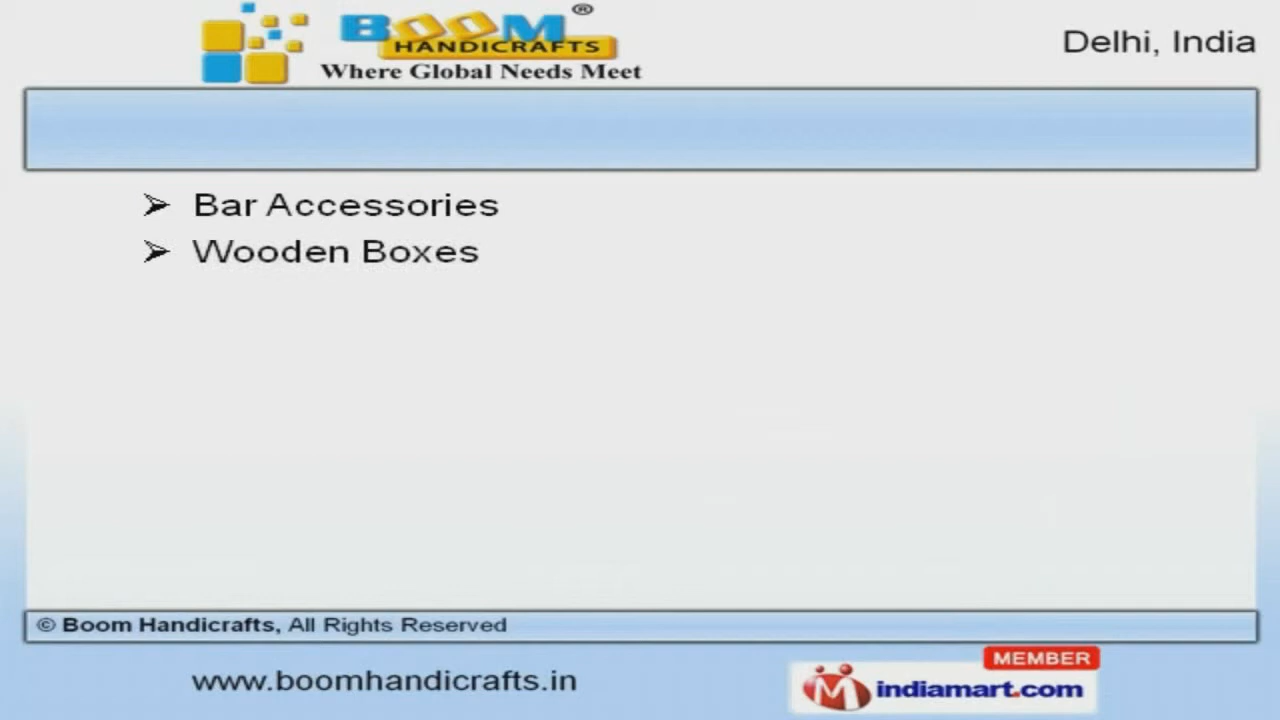 BOOM ®
HANDICRAFTS
Where Global Needs Meet
Delhi, India
➢ Bar Accessories
➢ Wooden Boxes
© Boom Handicrafts, All Rights Reserved
www.boomhandicrafts.in
MEMBER
indiamart.com